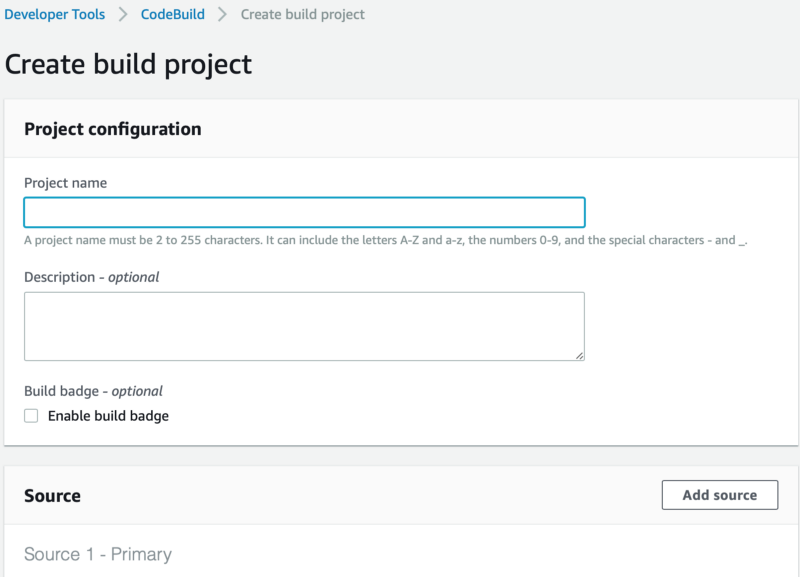 Developer Tools > CodeBuild > Create build project
Create build project
Project configuration
Project name
A project name must be 2 to 255 characters. It can include the letters A-Z and a-z, the numbers 0-9, and the special characters - and _.
Description - optional
Build badge - optional
Enable build badge
Source
Add source
Source 1 - Primary